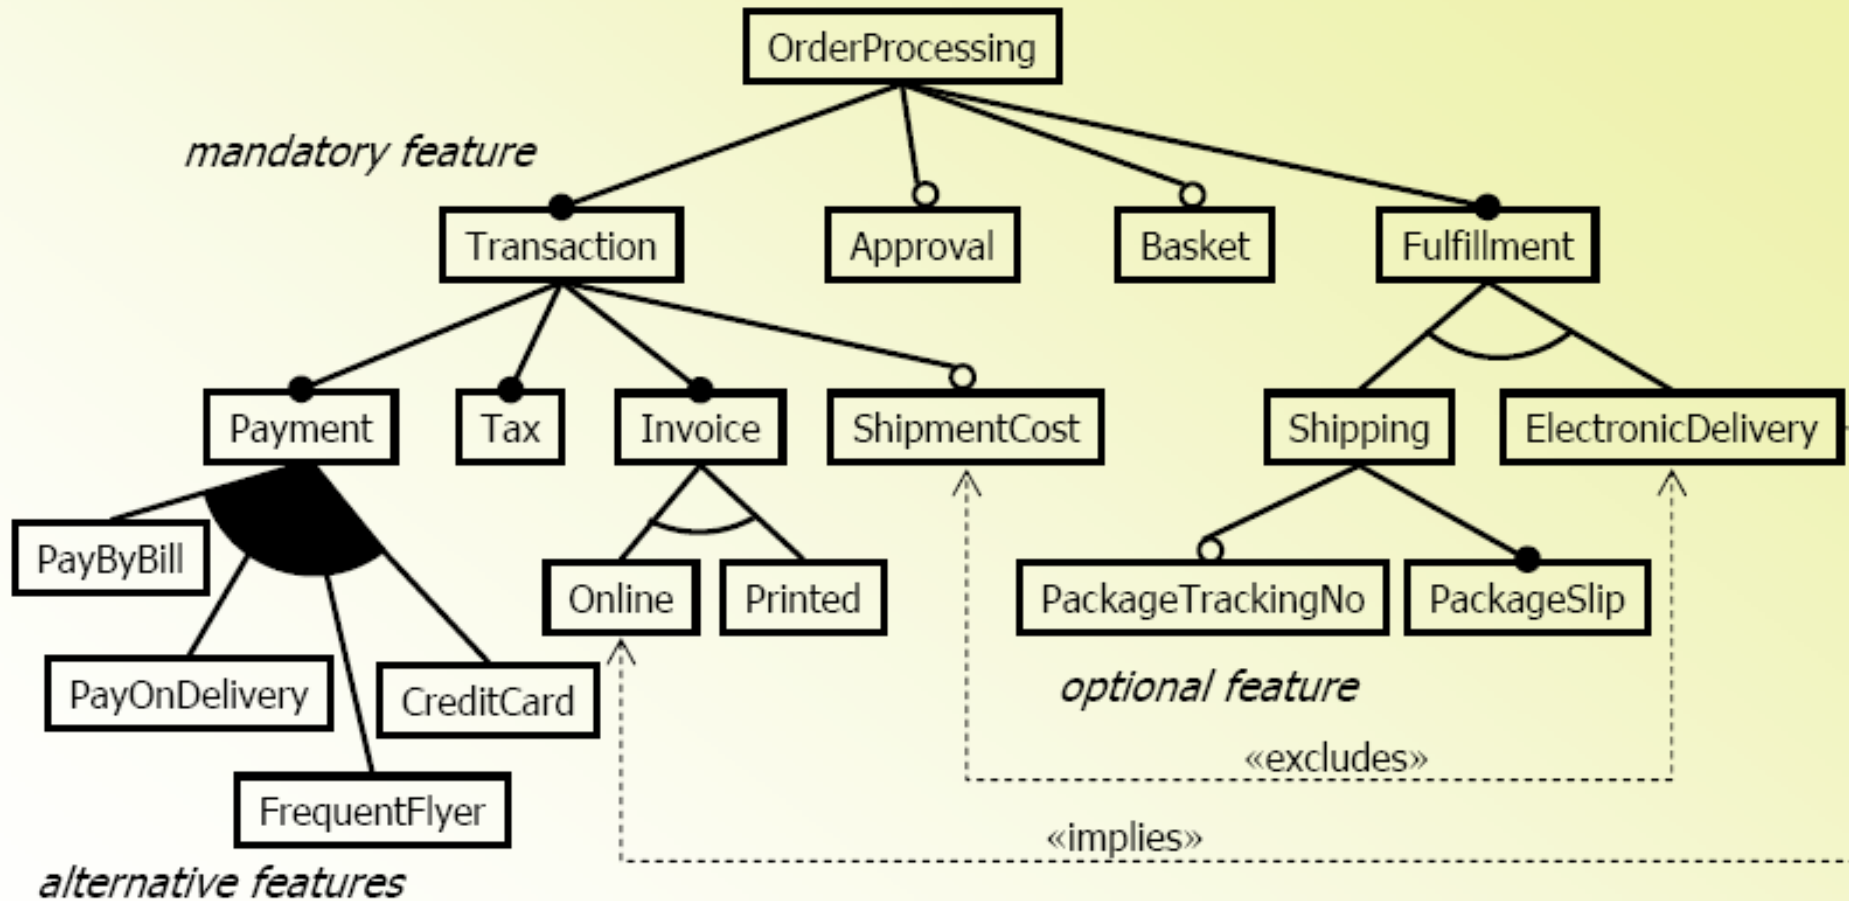 OrderProcessing
mandatory feature
Transaction
Approval
Basket
Fulfillment
Payment
Tax
Invoice
ShipmentCost
Shipping
ElectronicDelivery
PayByBill
Online
Printed
PackageTrackingNo
PackageSlip
PayOnDelivery
CreditCard
optional feature
«excludes»
FrequentFlyer
«implies»
alternative features